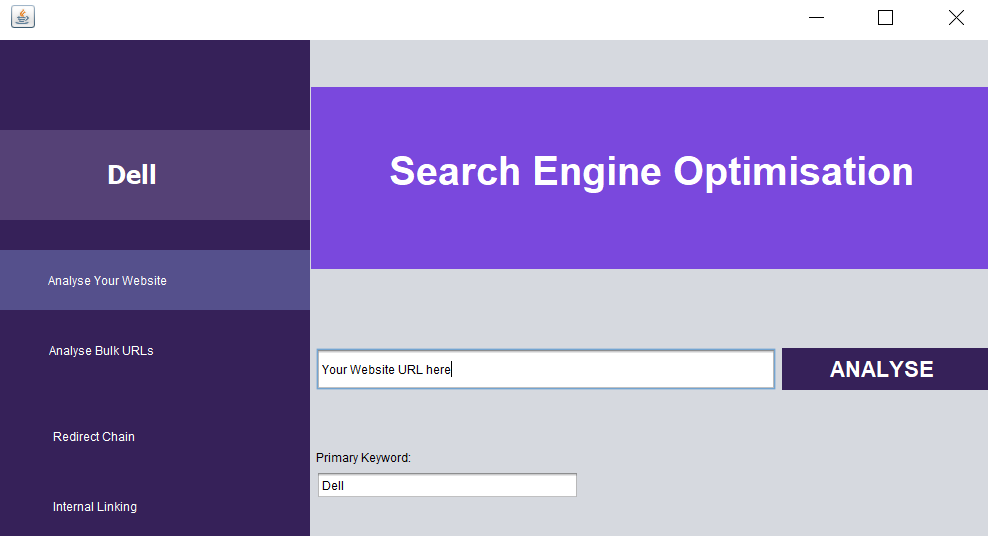 Dell
Search Engine Optimisation
Analyse Your Website
Analyse Bulk URLs
Redirect Chain
Internal Linking
Your Website URL here
ANALYSE
Primary Keyword:
Dell